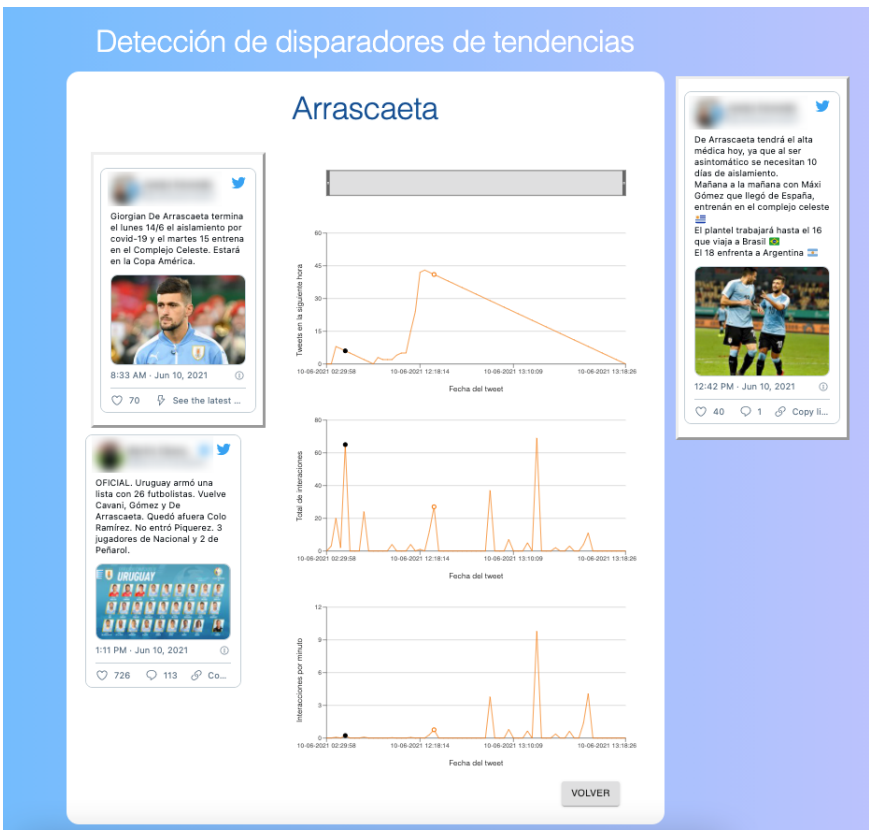 Detección de disparadores de tendencias
Arrascaeta
Giorgian De Arrascaeta termina
el lunes 14/6 el aislamiento por
covid-19 y el martes 15 entrena
en el Complejo Celeste. Estará
en la Copa América.
8:33 AM · Jun 10, 2021
70 See the latest ...
OFICIAL. Uruguay armó una
lista con 26 futbolistas. Vuelve
Cavani, Gómez y De
Arrascaeta. Quedó afuera Colo
Ramírez. No entró Piquerez. 3
jugadores de Nacional y 2 de
Peñarol.
URUGUAY
1:11 PM · Jun 10, 2021
726 113 Co...
Tweets en la siguiente hora
60
45
30
15
0
10-06-2021 02:29:58 10-06-2021 12:18:14 10-06-2021 13:10:09 10-06-2021 13:18:26
Fecha del tweet
Total de interaciones
80
60
40
20
0
10-06-2021 02:29:58 10-06-2021 12:18:14 10-06-2021 13:10:09 10-06-2021 13:18:26
Fecha del tweet
Interacciones por minuto
12
9
6
3
0
10-06-2021 02:29:58 10-06-2021 12:18:14 10-06-2021 13:10:09 10-06-2021 13:18:26
Fecha del tweet
VOLVER
De Arrascaeta tendrá el alta
médica hoy, ya que al ser
asintomático se necesitan 10
días de aislamiento.
Mañana a la mañana con Máxi
Gómez que llegó de España,
entrenán en el complejo celeste
🇺🇾
El plantel trabajará hasta el 16
que viaja a Brasil 🇧🇷
El 18 enfrenta a Argentina 🇦🇷
12:42 PM · Jun 10, 2021
40 1 Copy li...